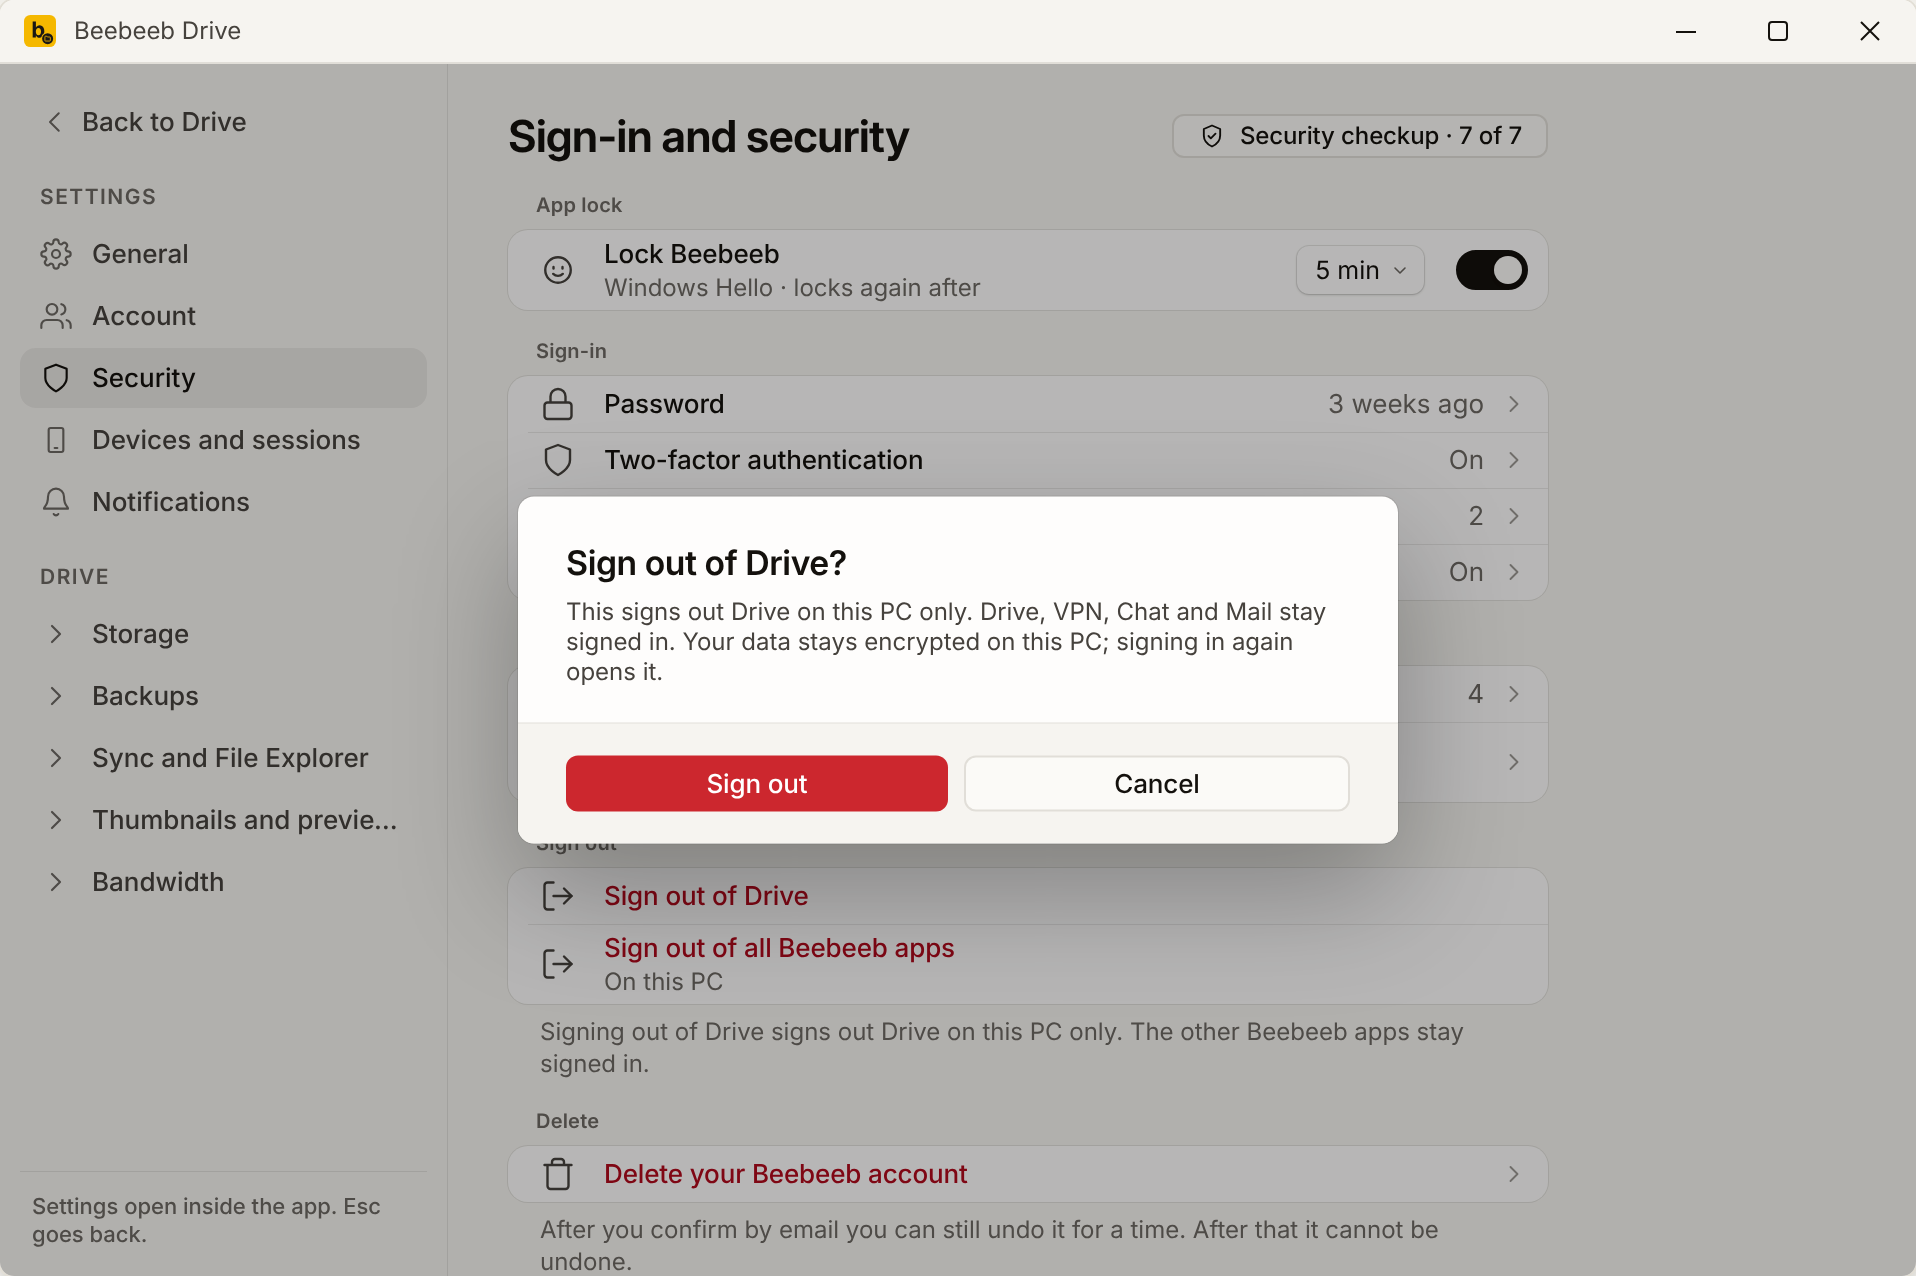 Beebeeb Drive
Back to Drive
SETTINGS
General
Account
Security
Devices and sessions
Notifications
DRIVE
Storage
Backups
Sync and File Explorer
Thumbnails and previe...
Bandwidth
Settings open inside the app. Esc
goes back.
Sign-in and security
Security checkup · 7 of 7
App lock
Lock Beebeeb
Windows Hello · locks again after
5 min
Sign-in
Password
3 weeks ago
Two-factor authentication
On
2
On
4
Sign out of Drive?
This signs out Drive on this PC only. Drive, VPN, Chat and Mail stay
signed in. Your data stays encrypted on this PC; signing in again
opens it.
Sign out
Cancel
Sign out
Sign out of Drive
Sign out of all Beebeeb apps
On this PC
Signing out of Drive signs out Drive on this PC only. The other Beebeeb apps stay
signed in.
Delete
Delete your Beebeeb account
After you confirm by email you can still undo it for a time. After that it cannot be
undone.